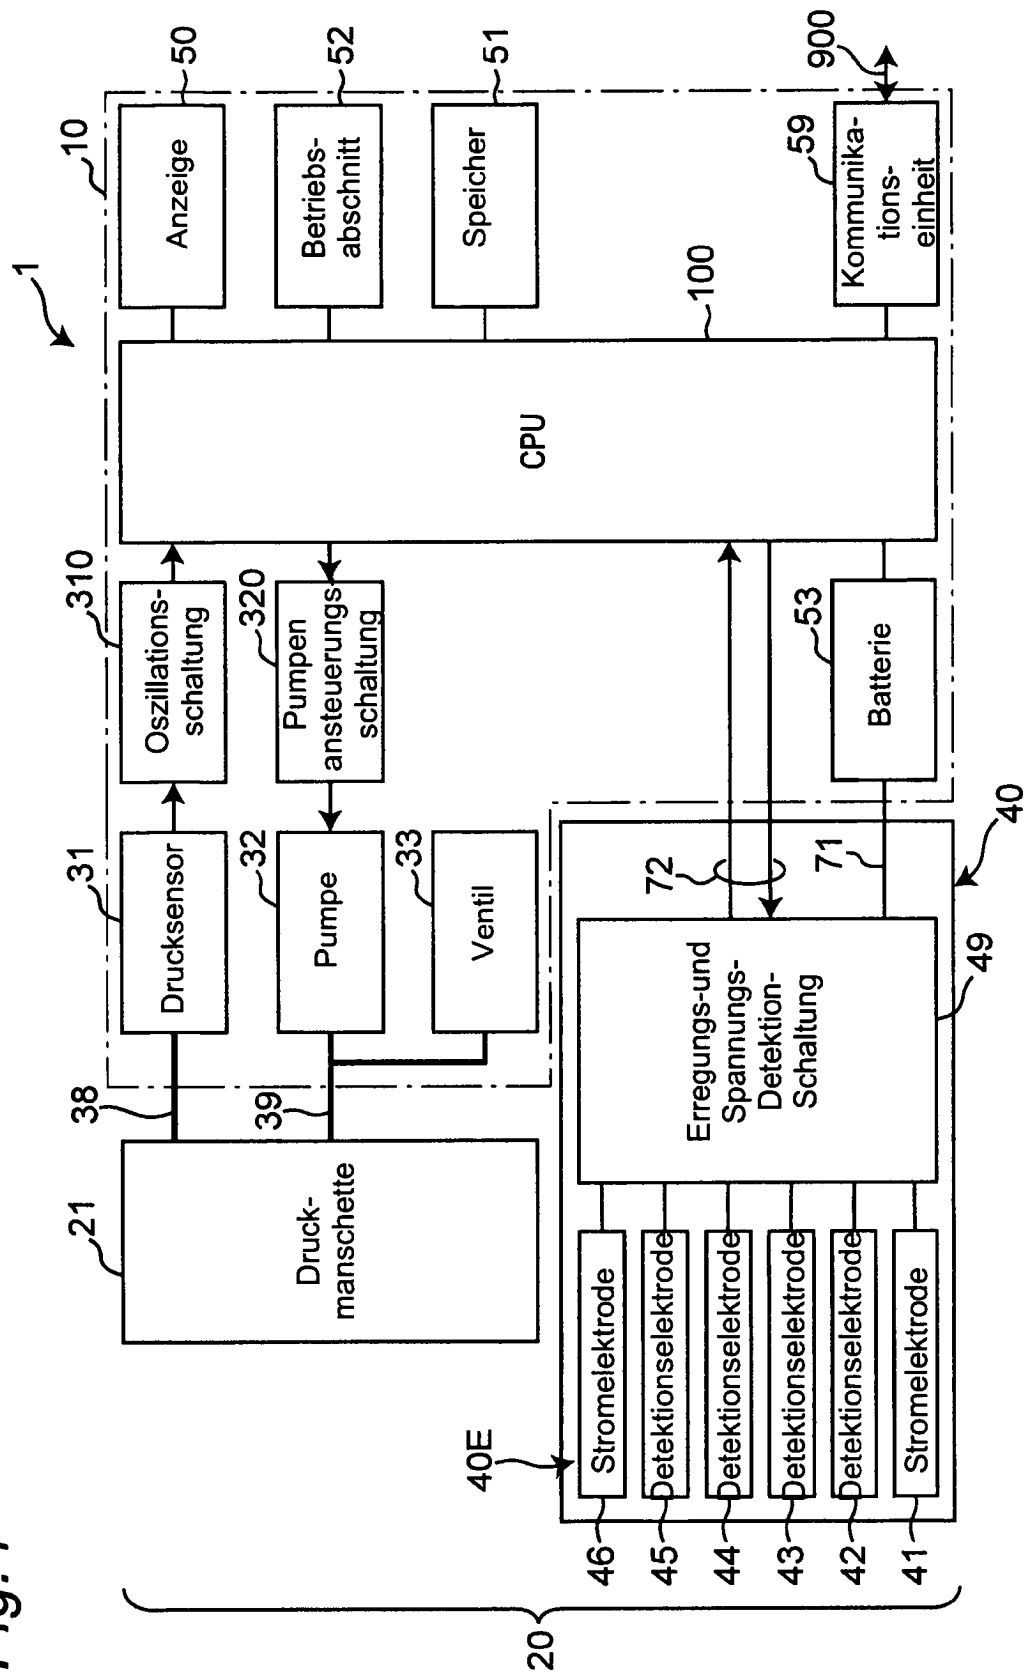 Fig.
1
20
21
Druck-
manschette
38
39
31
Drucksensor
32
Pumpe
33
Ventil
310
Oszillations-
schaltung
320
Pumpen
ansteuerungs
schaltung
CPU
100
10
Anzeige
50
Betriebs-
abschnitt
52
Speicher
51
Kommunika-
tions-
einheit
59
900
Batterie
53
71
72
40
Erregungs-und
Spannungs-
Detektion-
Schaltung
49
40E
46
Stromelektrode
45
Detektionselektrode
44
Detektionselektrode
43
Detektionselektrode
42
Detektionselektrode
41
Stromelektrode